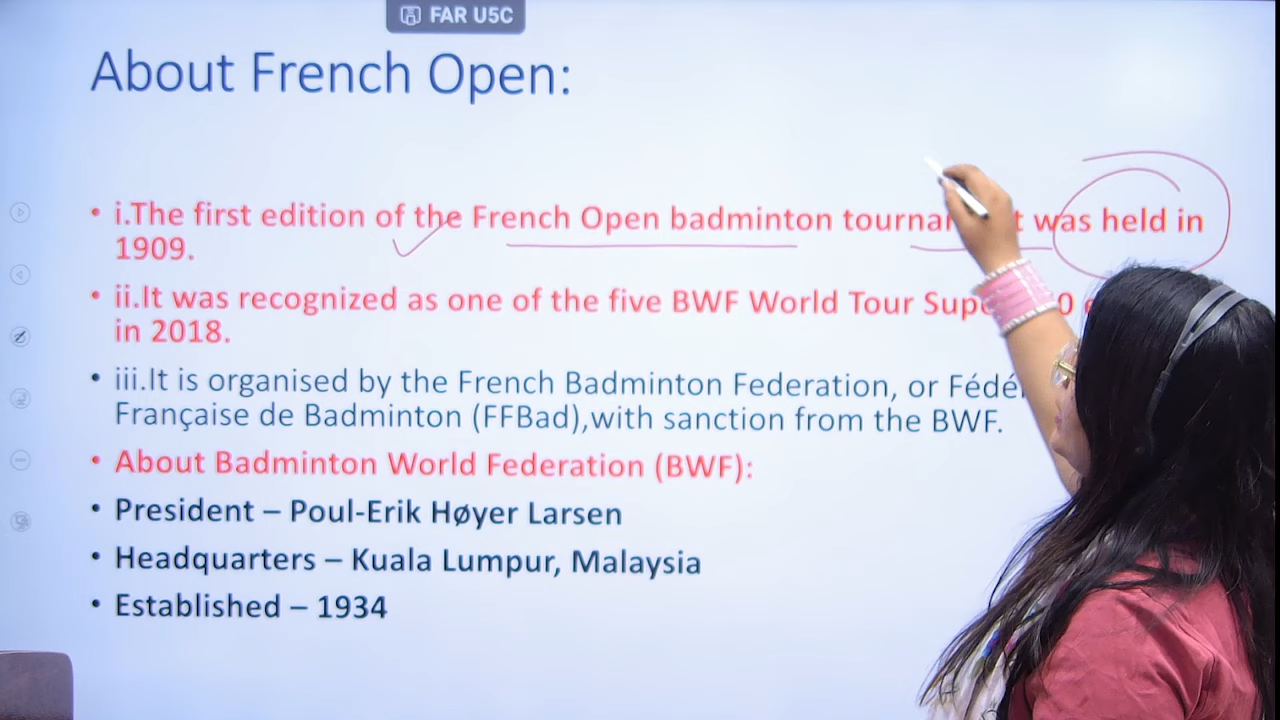 FAR U5C
About French Open:
• i.The first edition of the French Open badminton was held in
1909.
• ii.It was recognized as one of the five BWF World Tour
in 2018.
• iii.It is organised by the French Badminton Federation, or
Française de Badminton (FFBad),with sanction from the BWF.
• About Badminton World Federation (BWF):
• President – Poul-Erik Høyer Larsen
• Headquarters – Kuala Lumpur, Malaysia
• Established – 1934